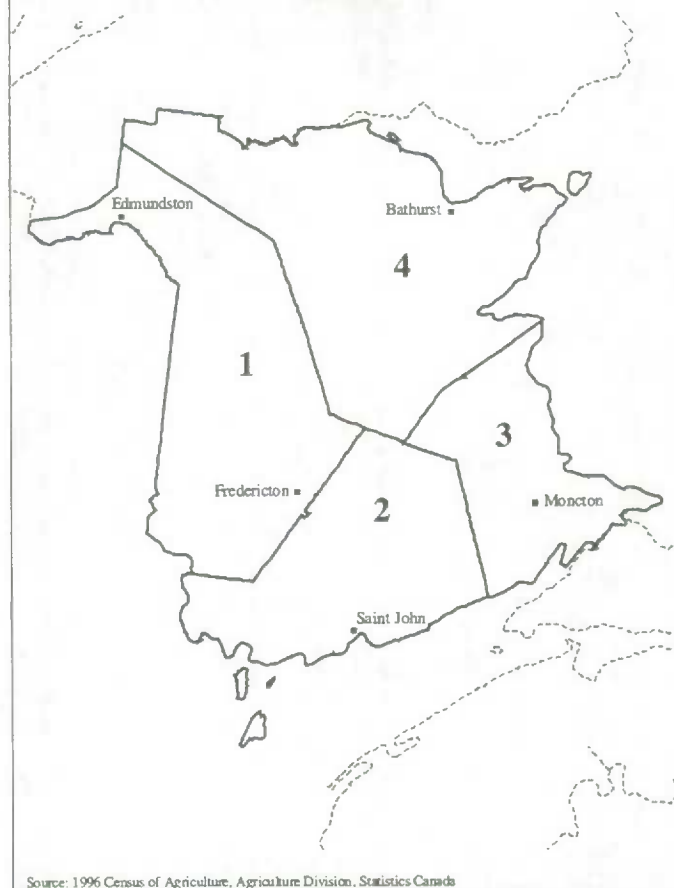 Edmundston
Bathurst
4
1
3
Fredericton
Moncton
2
Saint John
Source: 1996 Census of Agriculture, Agriculture Division, Statistics Canada